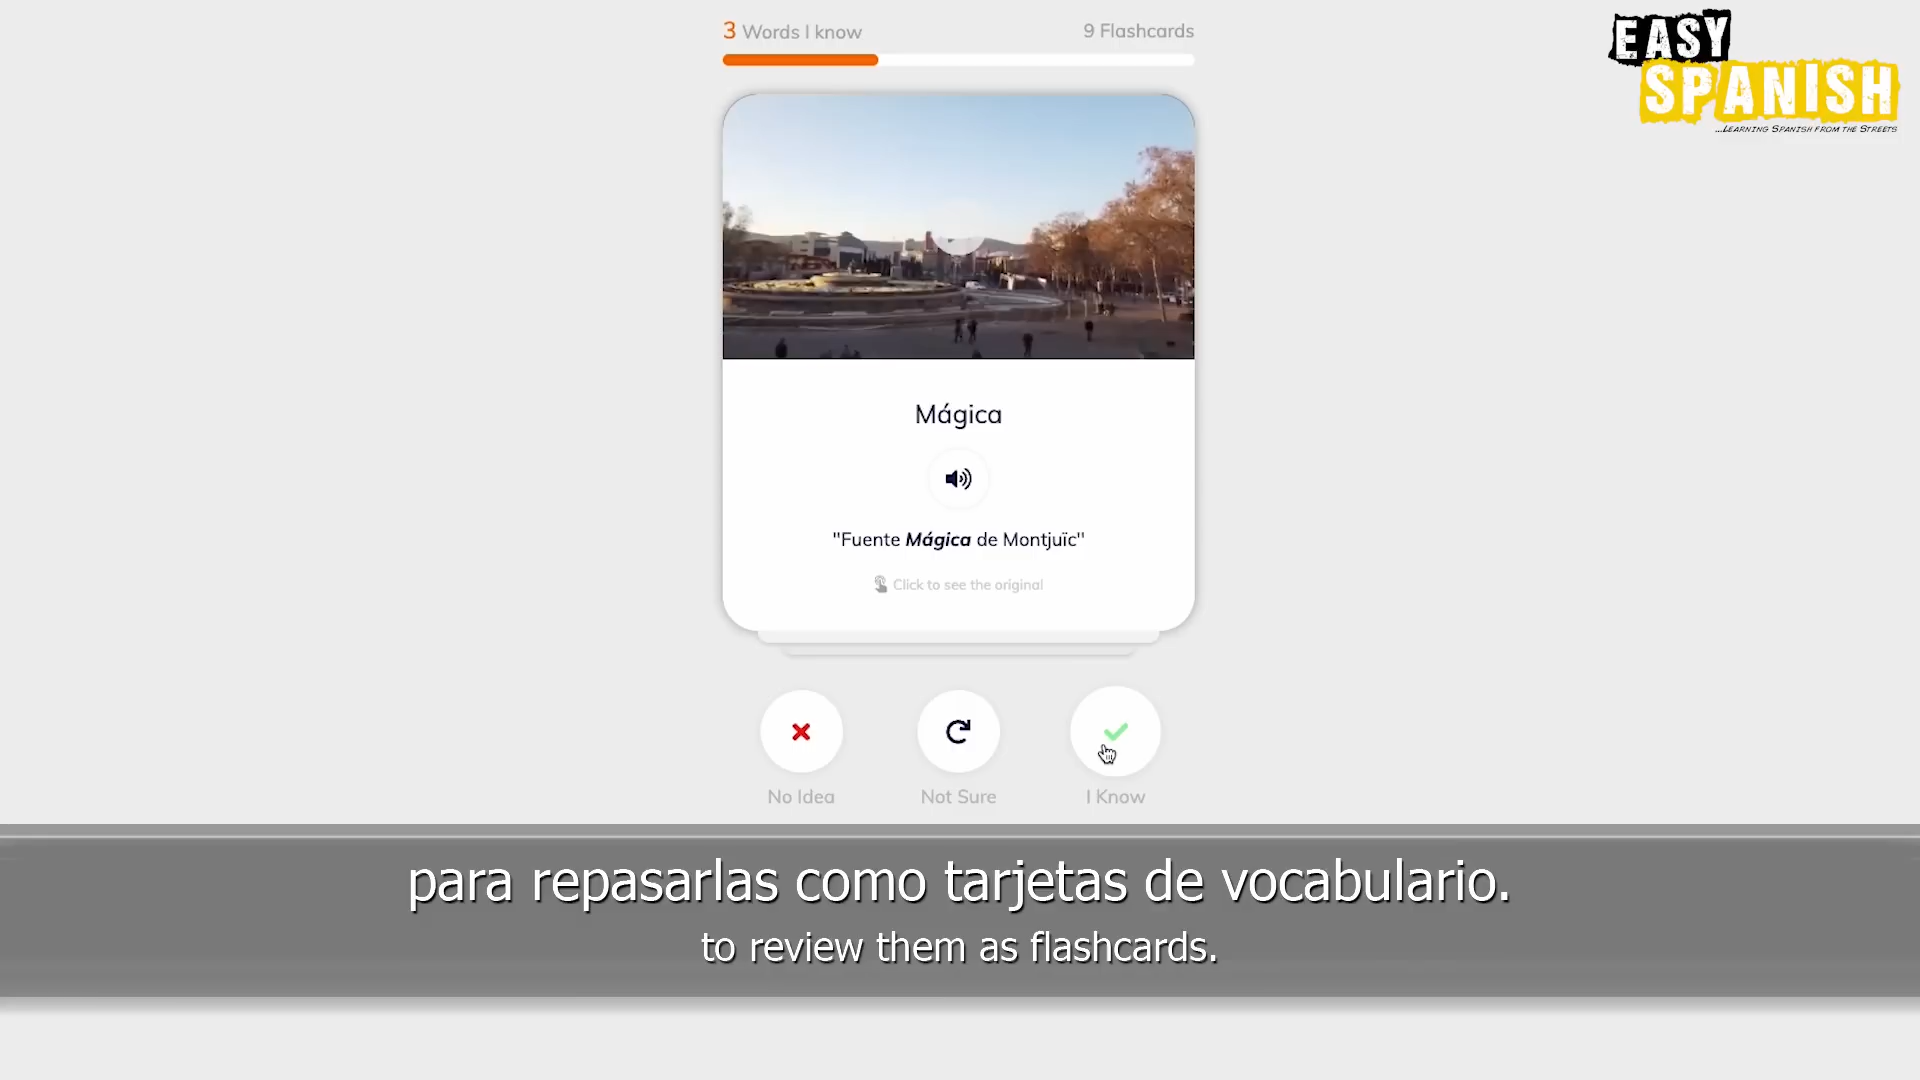 3 Words I know
9 Flashcards
EASY
SPANISH
...LEARNING SPANISH FROM THE STREETS
Mágica
"Fuente Mágica de Montjuïc"
Click to see the original
No Idea
Not Sure
I Know
para repasarlas como tarjetas de vocabulario.
to review them as flashcards.